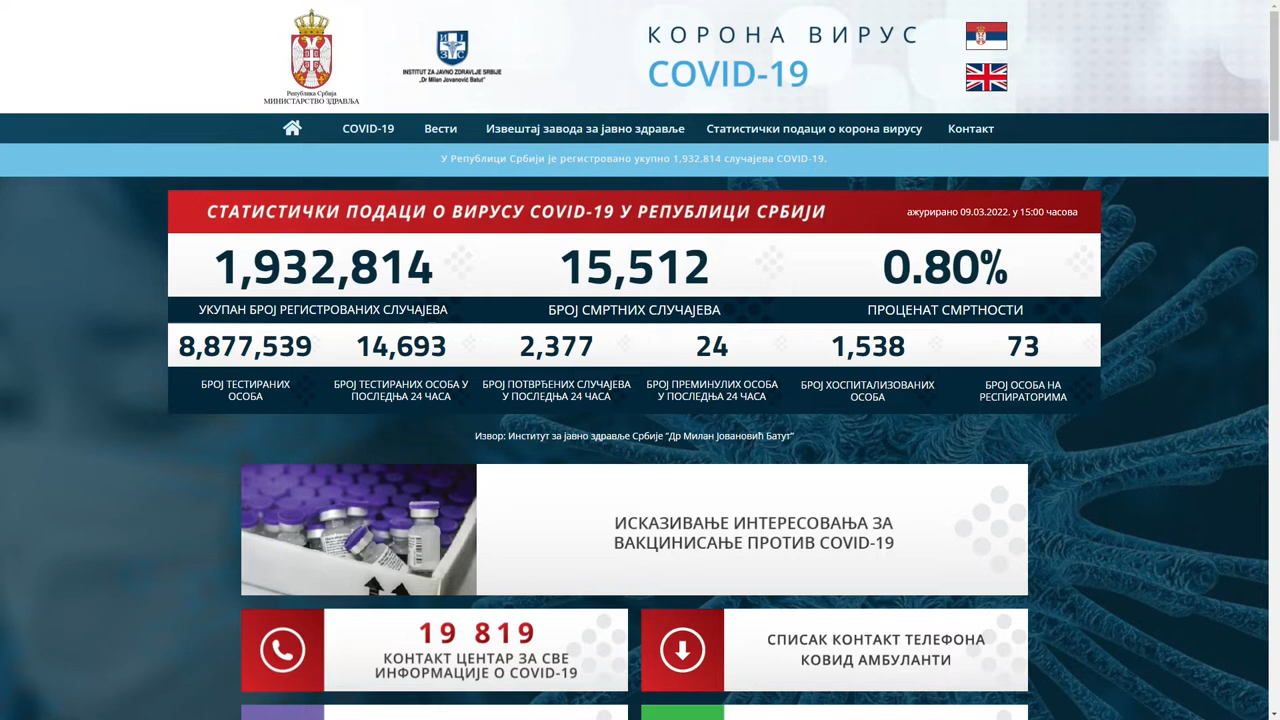 Република Србија
МИНИСТАРСТВО ЗДРАВЉА
INSTITUT ZA JAVNO ZDRAVLJE SRBIJE
„Dr Milan Jovanović Batut“
КОРОНА ВИРУС
COVID-19
COVID-19 Вести Извештај завода за јавно здравље Статистички подаци о корона вирусу Контакт
У Републици Србији је регистровано укупно 1,932,814 случајева COVID-19.
СТАТИСТИЧКИ ПОДАЦИ О ВИРУСУ COVID-19 У РЕПУБЛИЦИ СРБИЈИ
ажурирано 09.03.2022. у 15:00 часова
1,932,814 15,512 0.80%
УКУПАН БРОЈ РЕГИСТРОВАНИХ СЛУЧАЈЕВА БРОЈ СМРТНИХ СЛУЧАЈЕВА ПРОЦЕНАТ СМРТНОСТИ
8,877,539 14,693 2,377 24 1,538 73
БРОЈ ТЕСТИРАНИХ БРОЈ ТЕСТИРАНИХ ОСОБА У БРОЈ ПОТВРЂЕНИХ СЛУЧАЈЕВА БРОЈ ПРЕМИНУЛИХ ОСОБА БРОЈ ХОСПИТАЛИЗОВАНИХ БРОЈ ОСОБА НА
ОСОБА ПОСЛЕДЊА 24 ЧАСА У ПОСЛЕДЊА 24 ЧАСА У ПОСЛЕДЊА 24 ЧАСА ОСОБА РЕСПИРАТОРИМА
Извор: Институт за јавно здравље Србије "Др Милан Јовановић Батут"
ИСКАЗИВАЊЕ ИНТЕРЕСОВАЊА ЗА
ВАКЦИНИСАЊЕ ПРОТИВ COVID-19
19 819
КОНТАКТ ЦЕНТАР ЗА СВЕ
ИНФОРМАЦИЈЕ О COVID-19
СПИСАК КОНТАКТ ТЕЛЕФОНА
КОВИД АМБУЛАНТИ